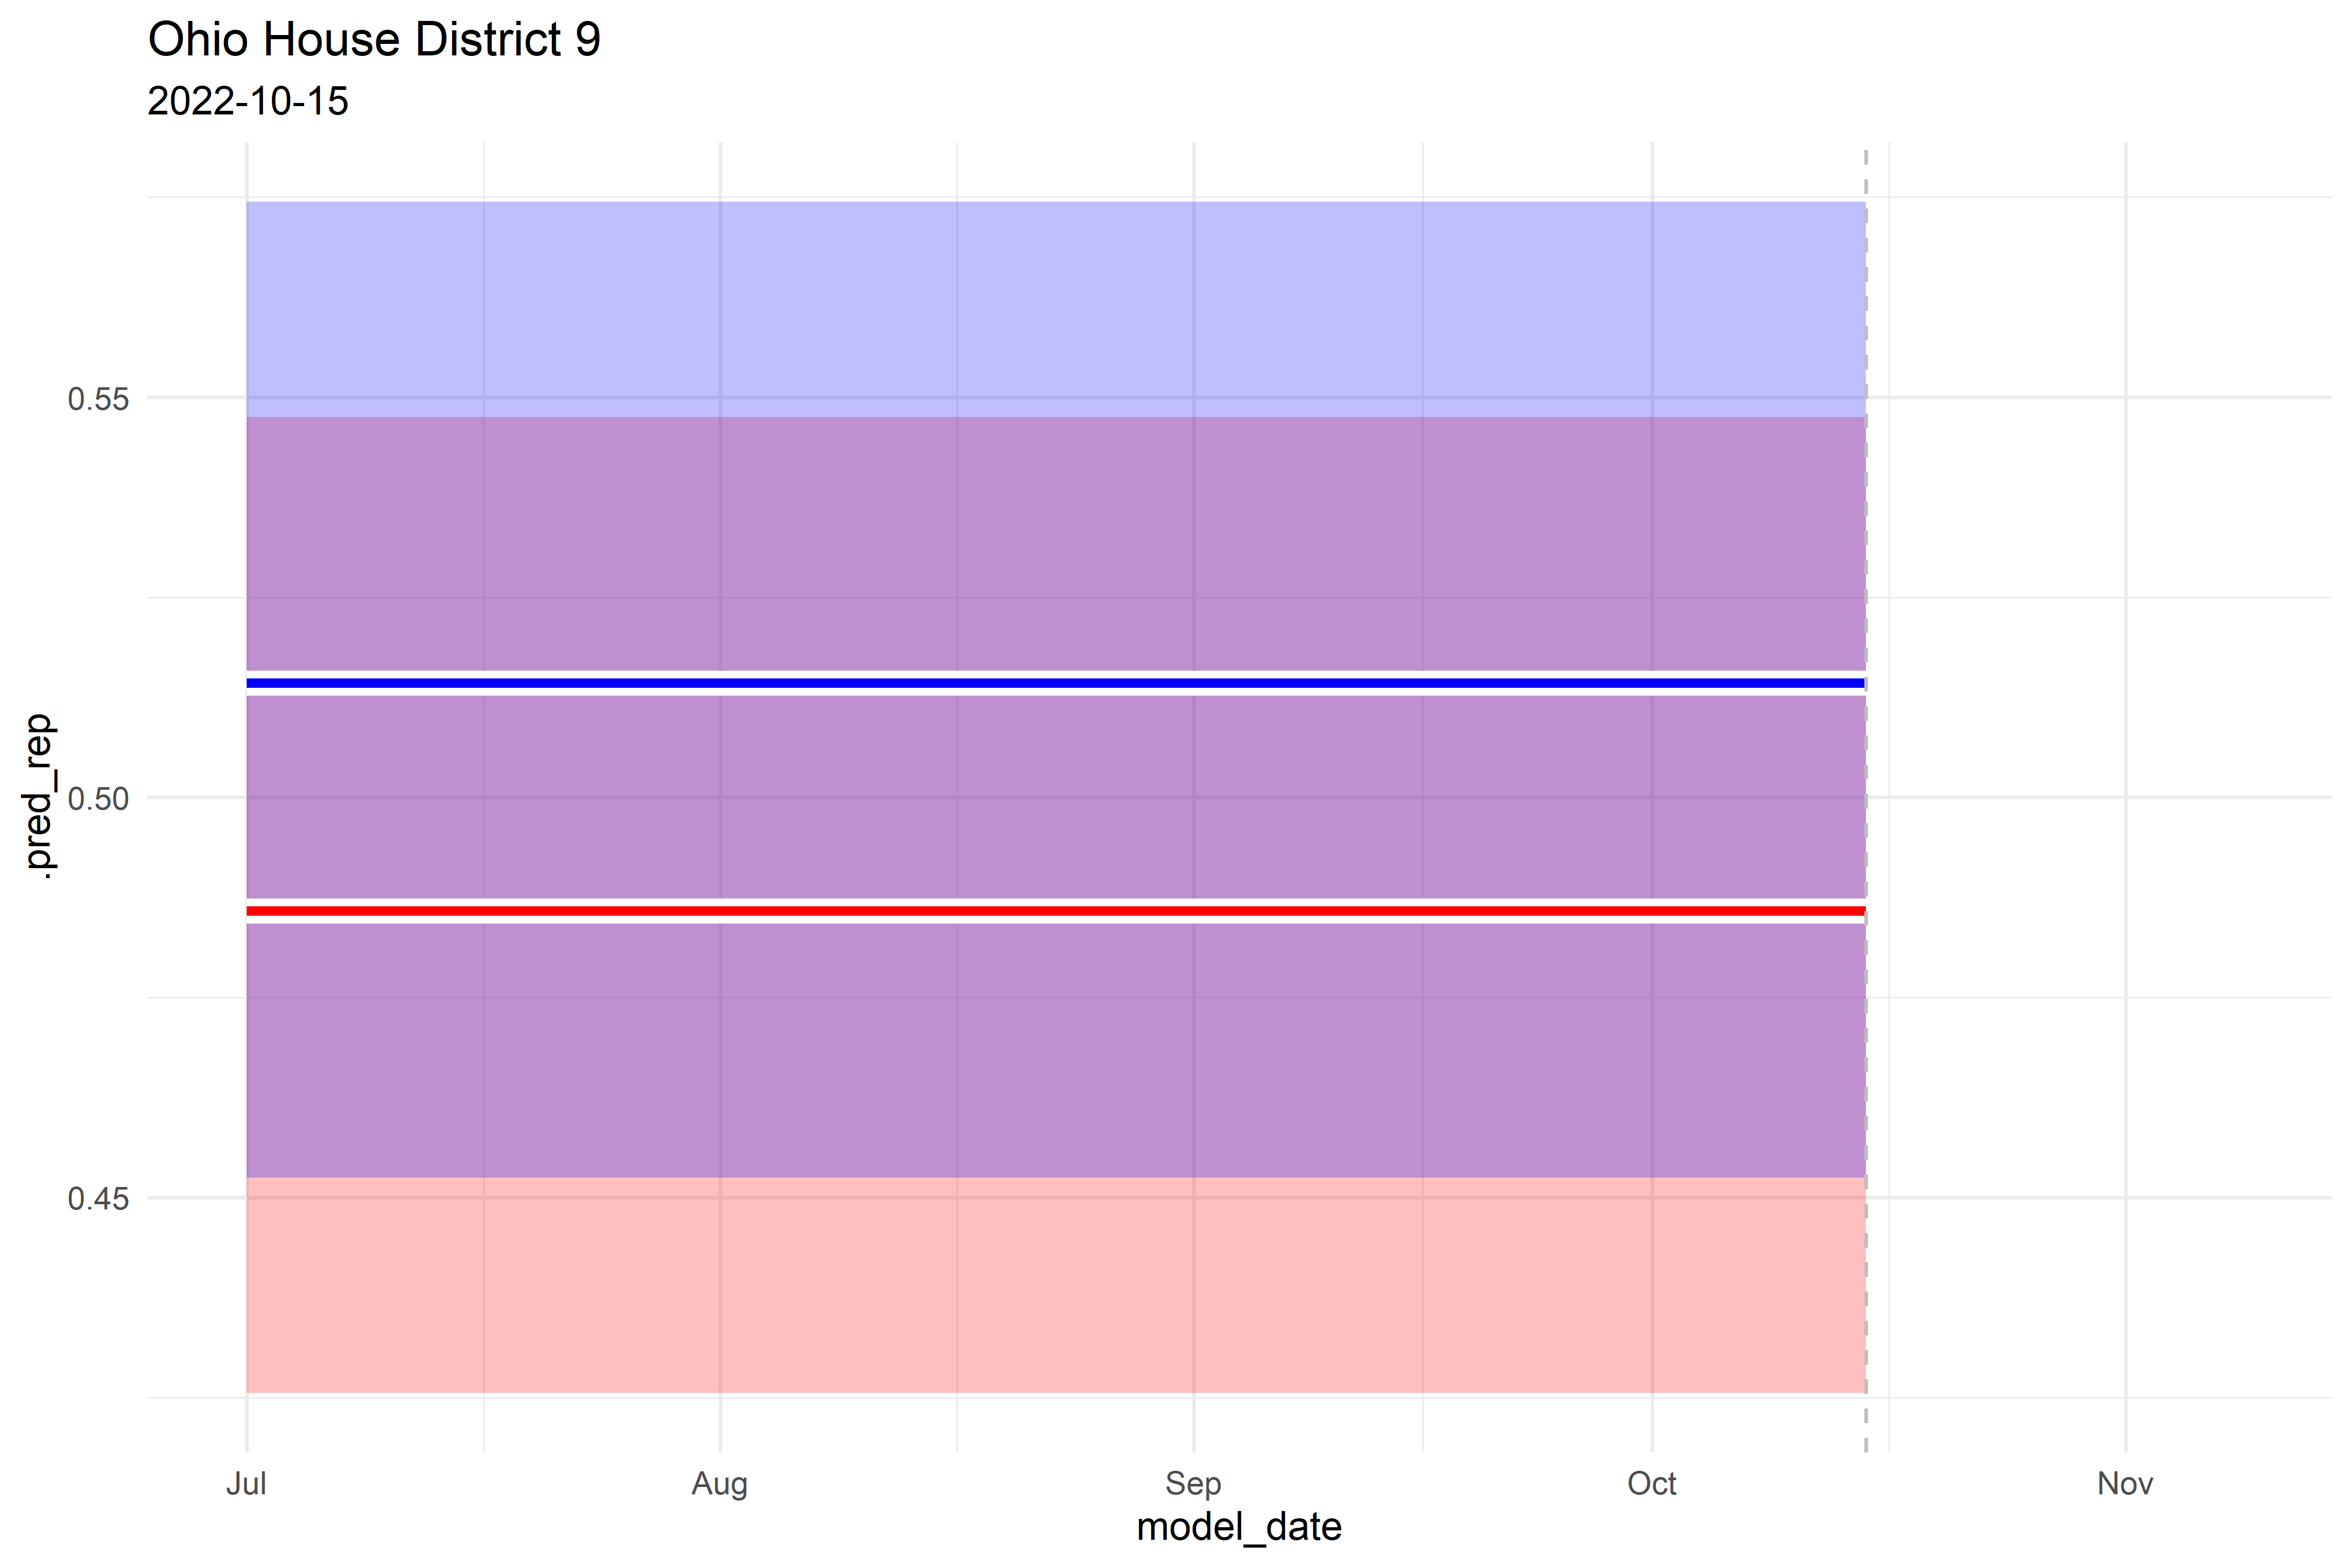 Ohio House District 9
2022-10-15
.pred_rep
0.55
0.50
0.45
Jul
Aug
Sep
Oct
Nov
model_date